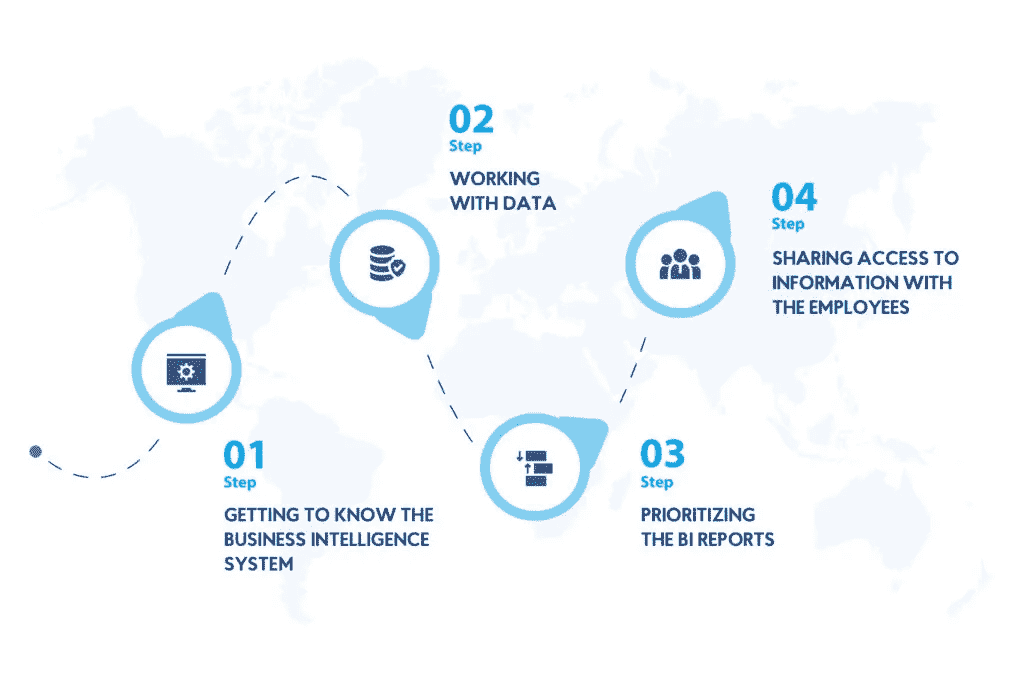 01
Step
GETTING TO KNOW THE
BUSINESS INTELLIGENCE
SYSTEM
02
Step
WORKING
WITH DATA
03
Step
PRIORITIZING
THE BI REPORTS
04
Step
SHARING ACCESS TO
INFORMATION WITH
THE EMPLOYEES